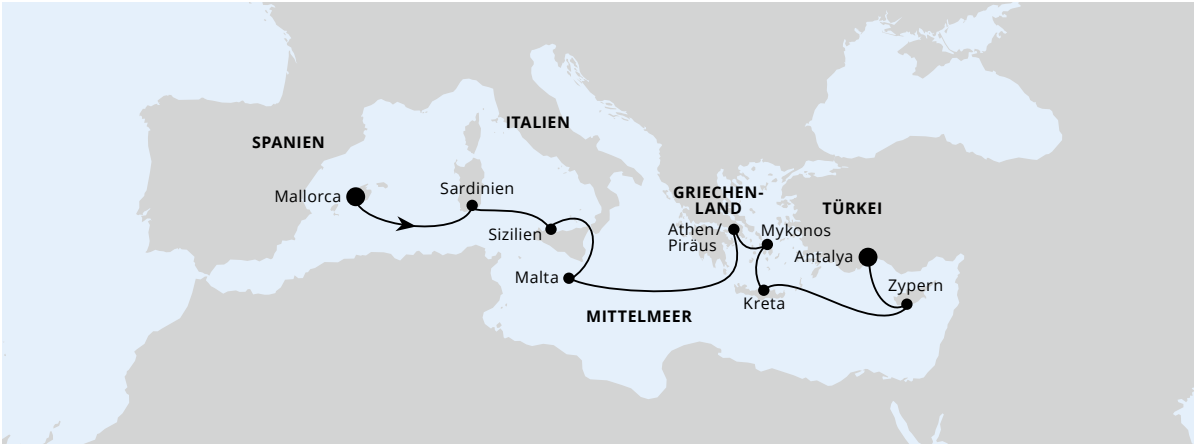 ITALIEN
SPANIEN
Sardinien
Mallorca
GRIECHEN-
LAND
TÜRKEI
Athen/
Piräus
Mykonos
Sizilien
Antalya
Malta
Zypern
Kreta
MITTELMEER